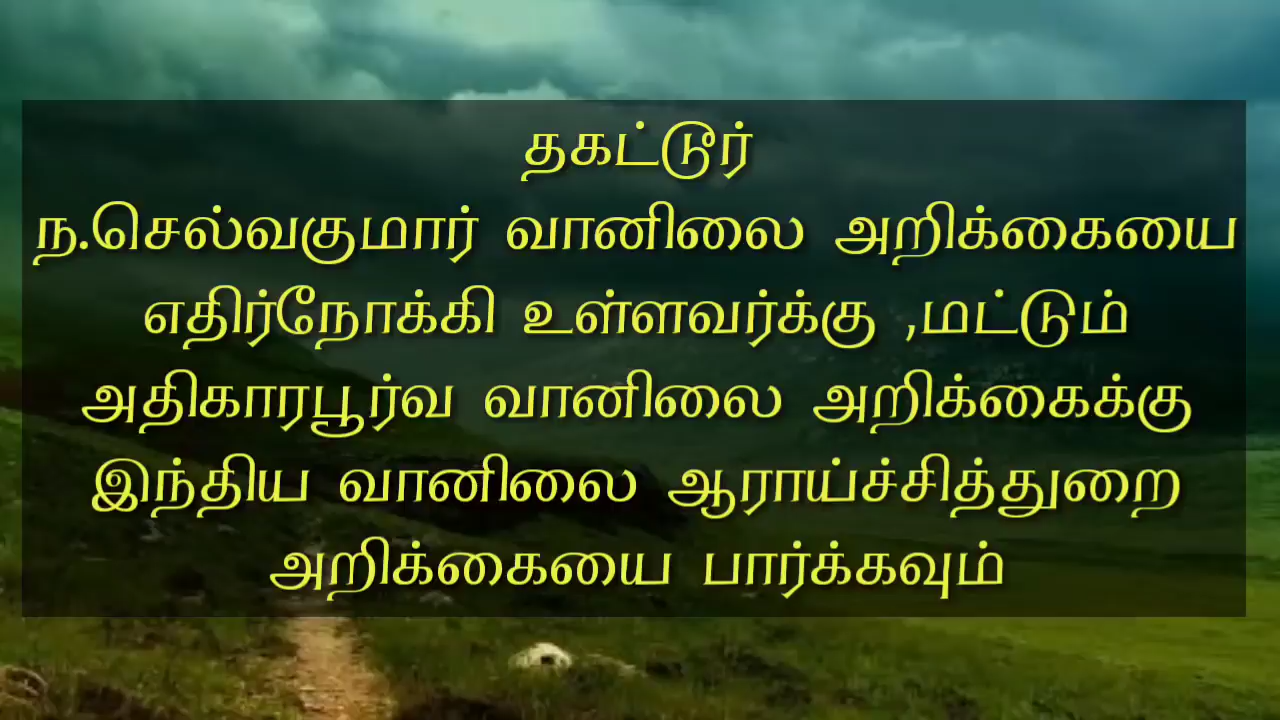 தகட்டூர்
ந.செல்வகுமார் வானிலை அறிக்கையை
எதிர்நோக்கி உள்ளவர்க்கு ,மட்டும்
அதிகாரபூர்வ வானிலை அறிக்கைக்கு
இந்திய வானிலை ஆராய்ச்சித்துறை
அறிக்கையை பார்க்கவும்